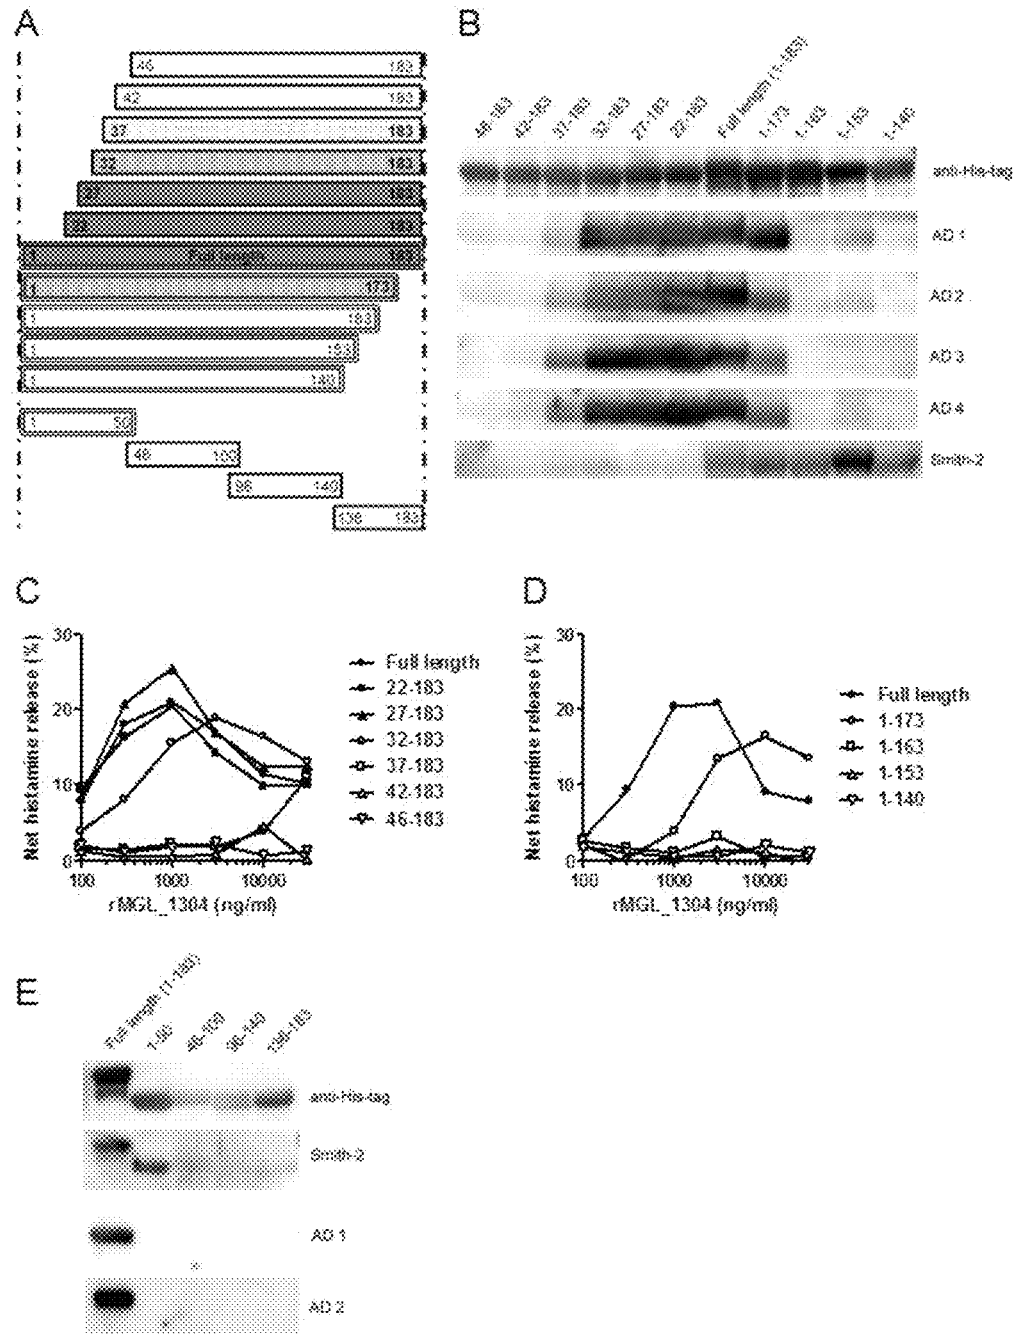 A
46 183
42 183
37 183
32 183
27 183
22 183
1 Full length 183
1 173
1 163
1 153
1 140
1 50
46 100
96 140
136 183
B
46-183
42-183
37-183
32-183
27-183
22-183
Full length (1-183)
1-173
1-163
1-153
1-140
anti-His-tag
AD 1
AD 2
AD 3
AD 4
Smith-2
C
Net histamine release (%)
30
20
10
0
100 1000 10000
rMGL_1304 (ng/ml)
Full length
22-183
27-183
32-183
37-183
42-183
46-183
D
Net histamine release (%)
30
20
10
0
100 1000 10000
rMGL_1304 (ng/ml)
Full length
1-173
1-163
1-153
1-140
E
Full length (1-183)
1-50
46-100
96-140
136-183
anti-His-tag
Smith-2
AD 1
AD 2